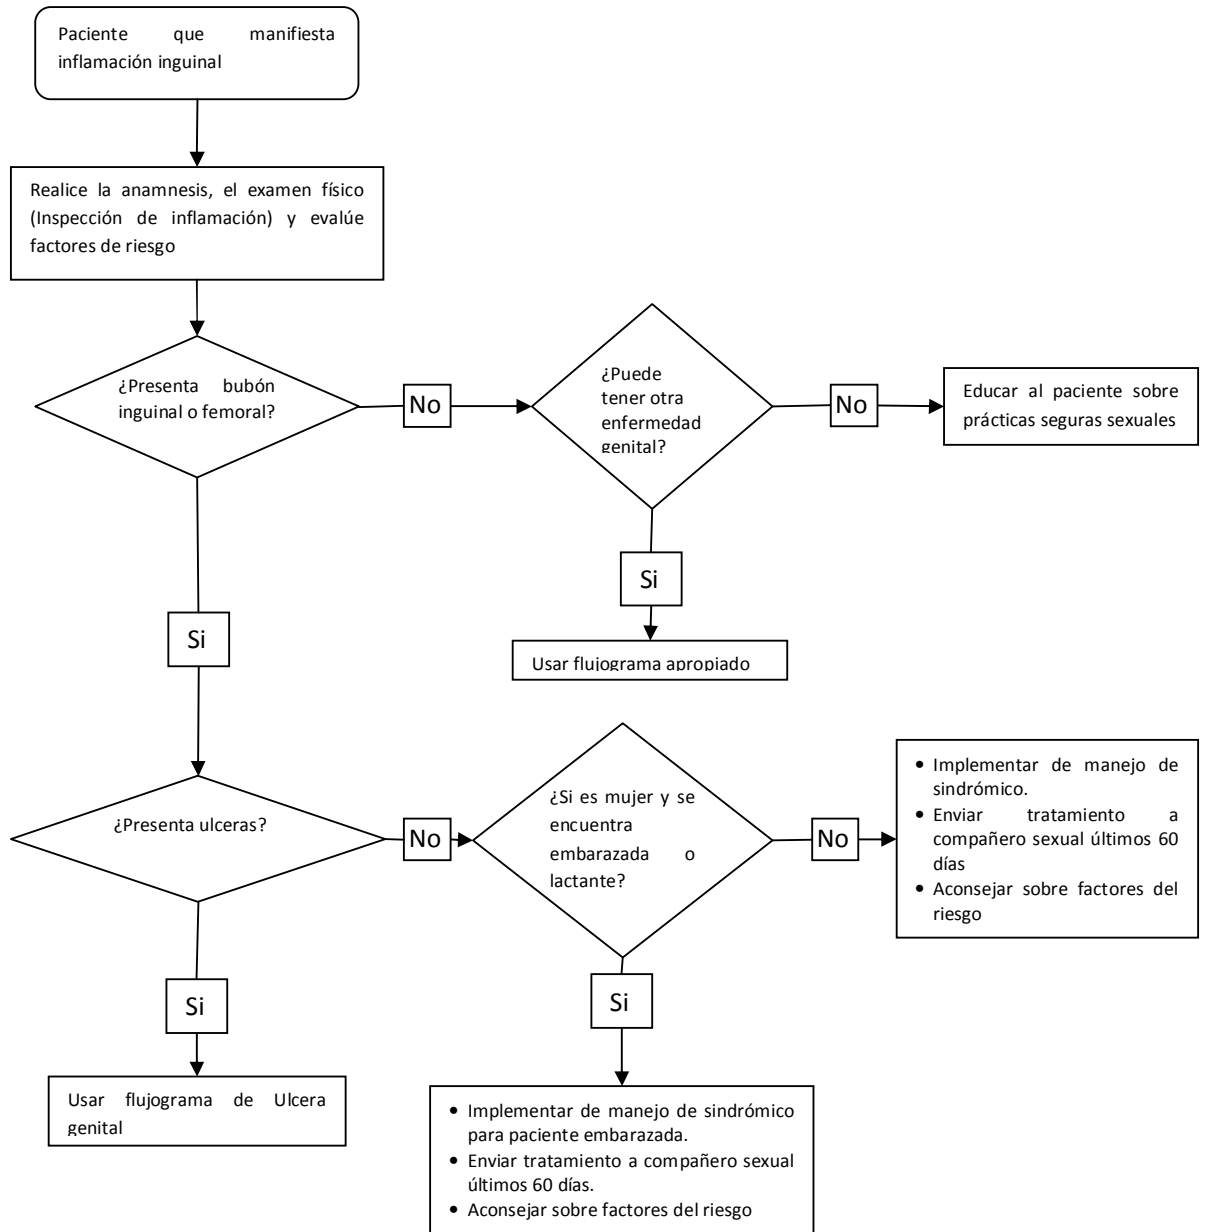 Paciente que manifiesta
inflamación inguinal
Realice la anamnesis, el examen físico
(Inspección de inflamación) y evalúe
factores de riesgo
¿Presenta bubón
inguinal o femoral?
No
¿Puede
tener otra
enfermedad
genital?
No
Educar al paciente sobre
prácticas seguras sexuales
Si
Usar flujograma apropiado
Si
¿Presenta ulceras?
No
¿Si es mujer y se
encuentra
embarazada o
lactante?
No
• Implementar de manejo de
sindrómico.
• Enviar tratamiento a
compañero sexual últimos 60
días
• Aconsejar sobre factores del
riesgo
Si
Usar flujograma de Ulcera
genital
Si
• Implementar de manejo de sindrómico
para paciente embarazada.
• Enviar tratamiento a compañero sexual
últimos 60 días.
• Aconsejar sobre factores del riesgo